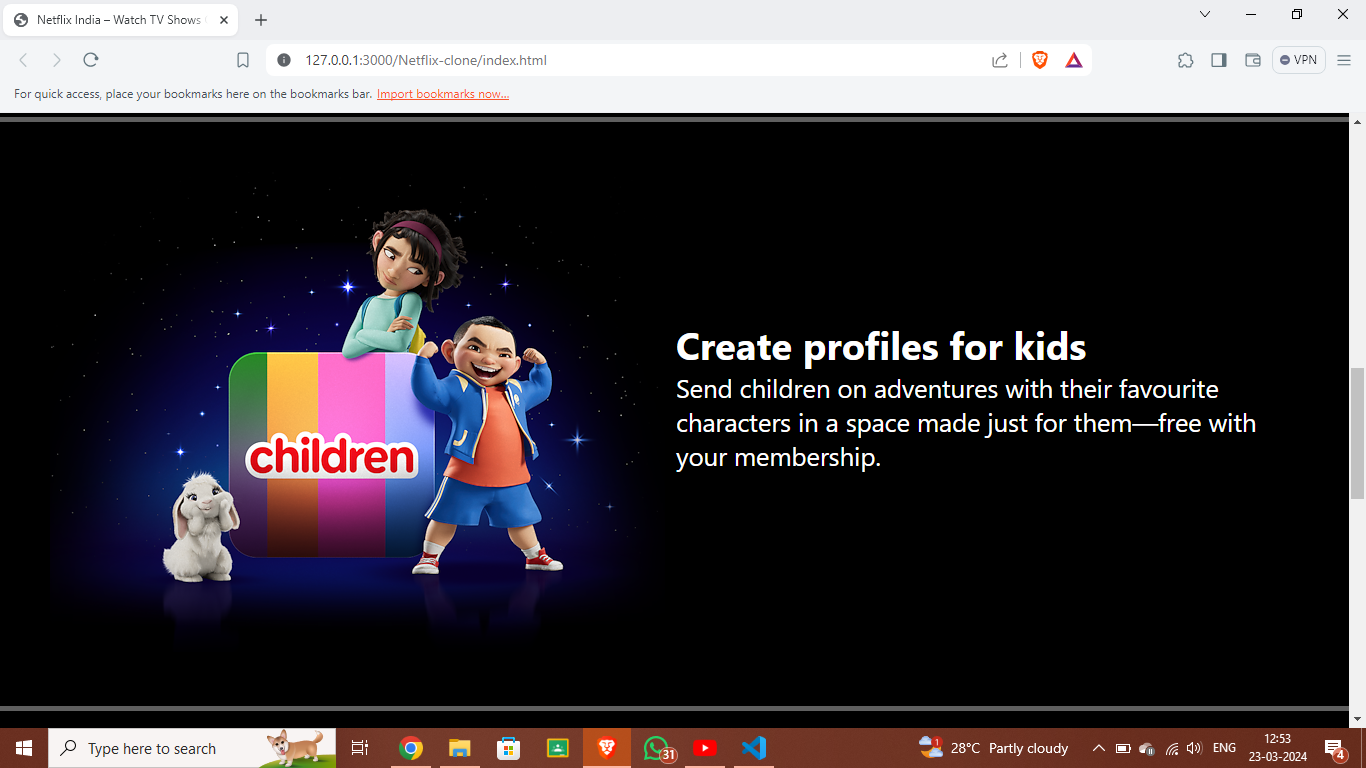 Netflix India – Watch TV Shows
127.0.0.1:3000/Netflix-clone/index.html
VPN
For quick access, place your bookmarks here on the bookmarks bar. Import bookmarks now...
children
Create profiles for kids
Send children on adventures with their favourite
characters in a space made just for them—free with
your membership.
Type here to search
31
1
28°C Partly cloudy
ENG
12:53
23-03-2024
4